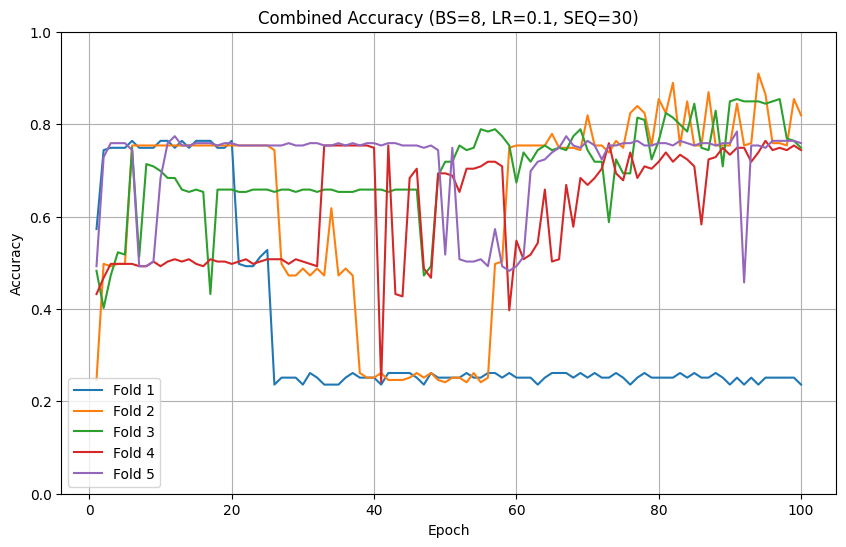 Combined Accuracy (BS=8, LR=0.1, SEQ=30)
Accuracy
1.0
0.8
0.6
0.4
0.2
0.0
Fold 1
Fold 2
Fold 3
Fold 4
Fold 5
0 20 40 60 80 100
Epoch